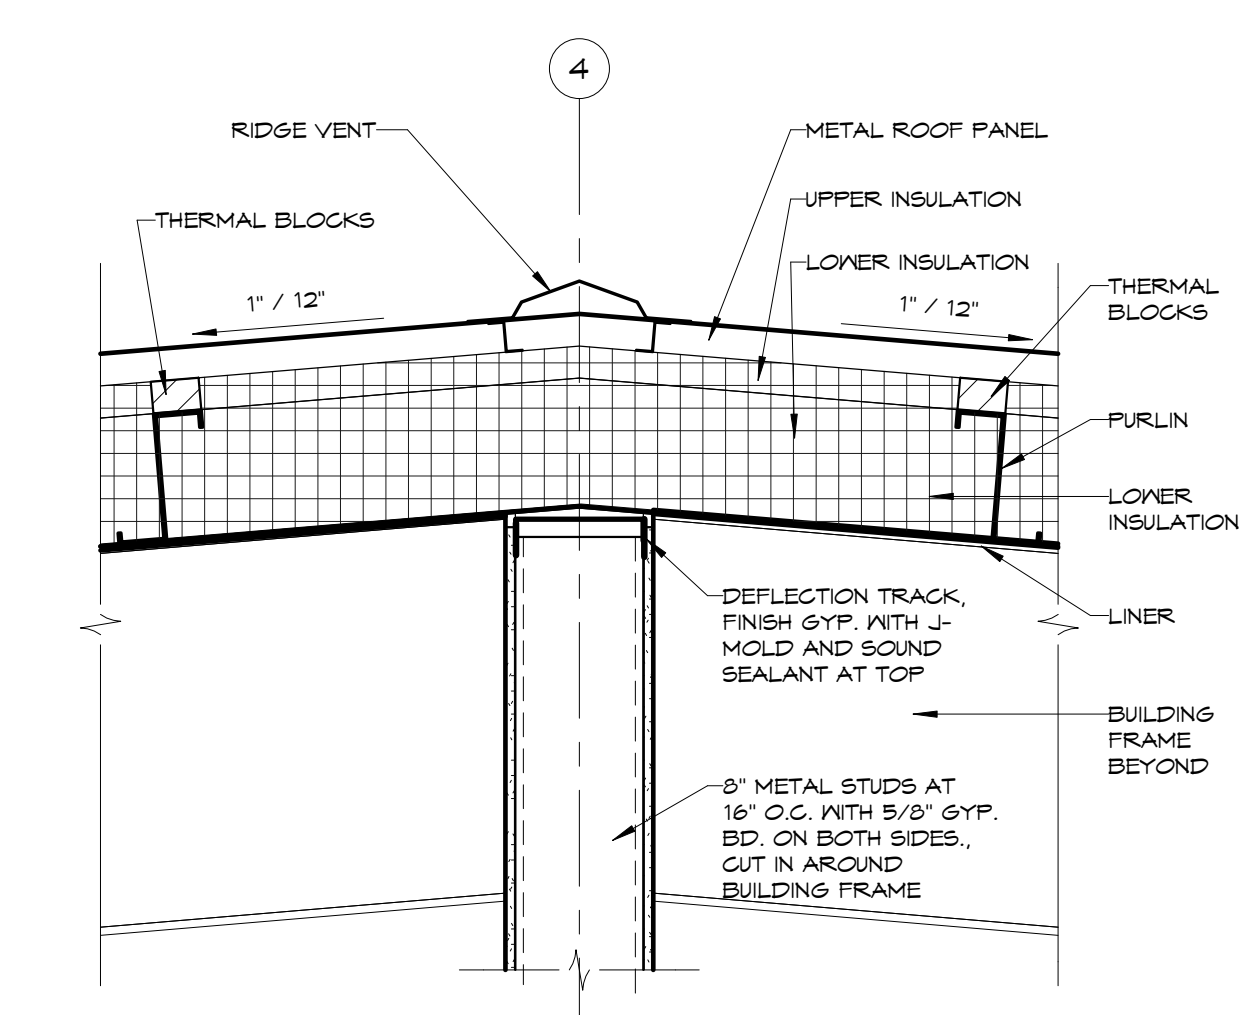 4
RIDGE VENT
METAL ROOF PANEL
UPPER INSULATION
THERMAL BLOCKS
LOWER INSULATION
THERMAL
BLOCKS
1" / 12"
1" / 12"
PURLIN
LOWER
INSULATION
DEFLECTION TRACK,
FINISH GYP. WITH J-
MOLD AND SOUND
SEALANT AT TOP
LINER
BUILDING
FRAME
BEYOND
8" METAL STUDS AT
16" O.C. WITH 5/8" GYP.
BD. ON BOTH SIDES.,
CUT IN AROUND
BUILDING FRAME